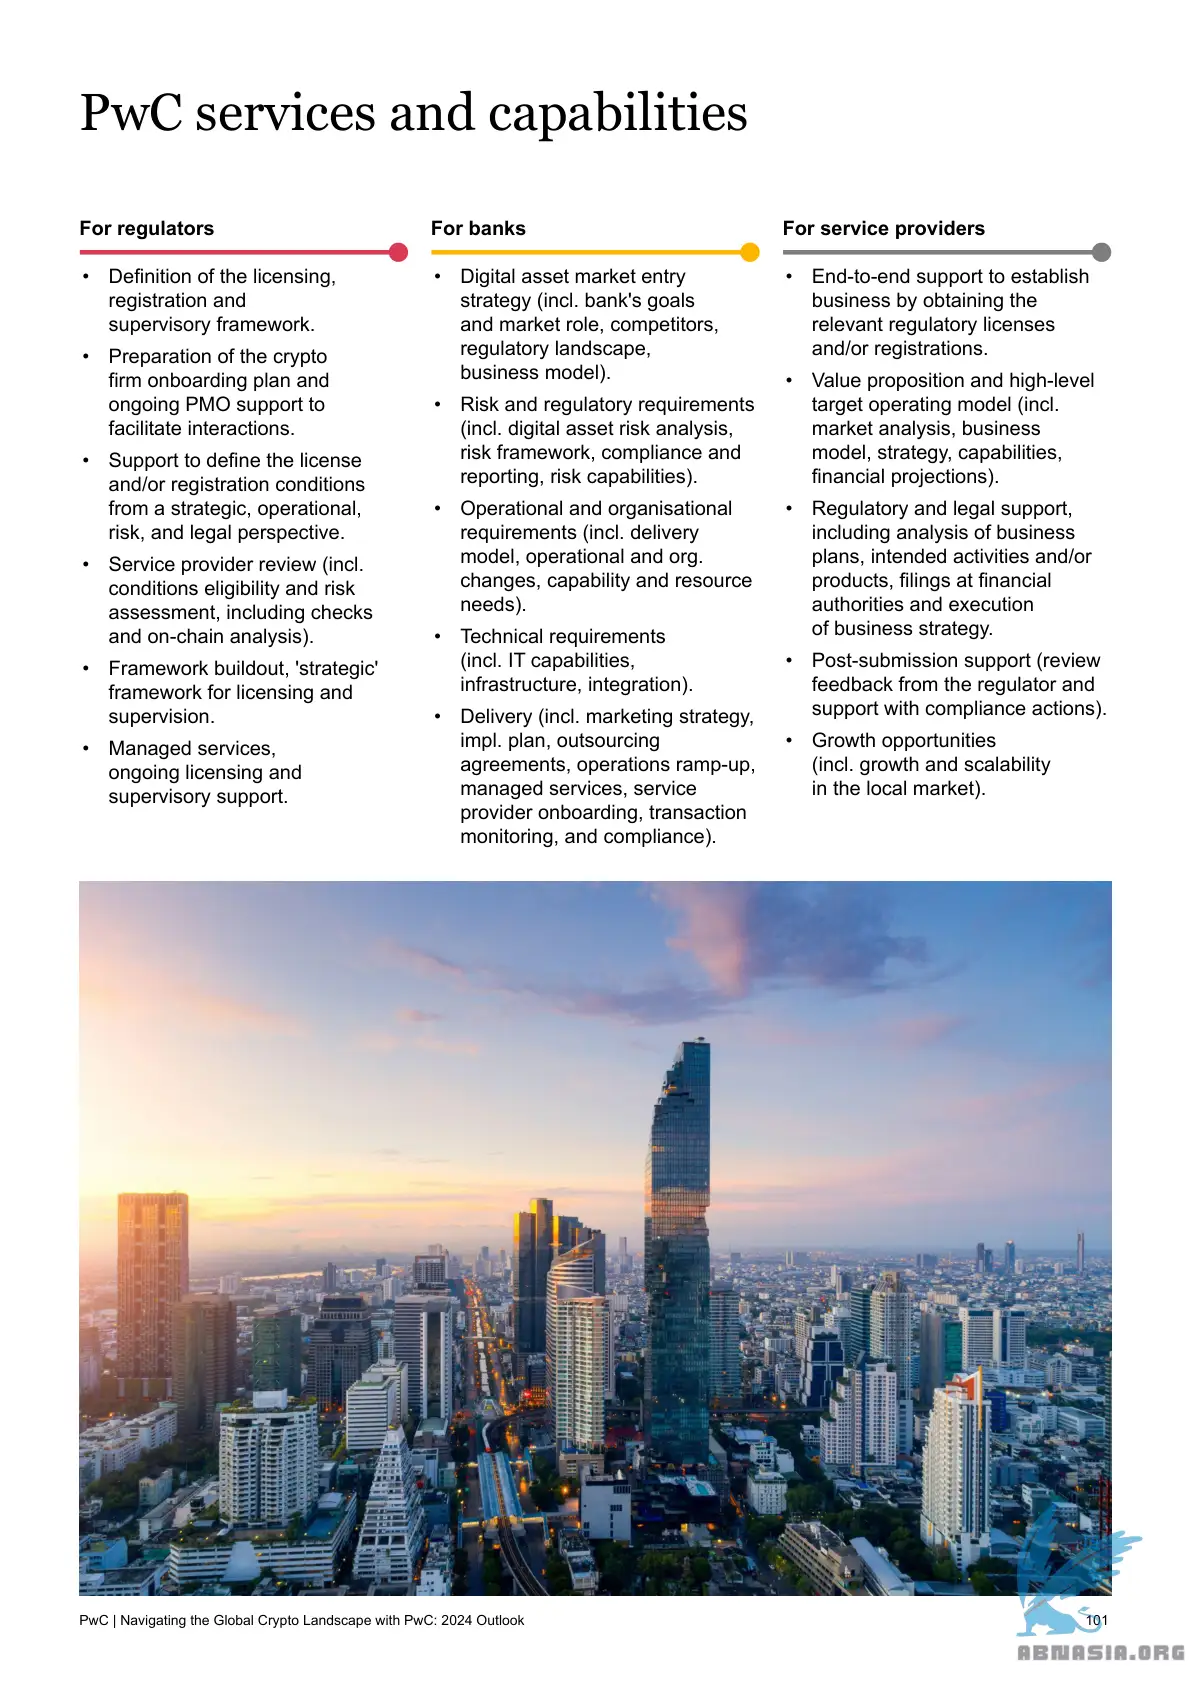 PwC services and capabilities
For regulators
• Definition of the licensing,
registration and
supervisory framework.
• Preparation of the crypto
firm onboarding plan and
ongoing PMO support to
facilitate interactions.
• Support to define the license
and/or registration conditions
from a strategic, operational,
risk, and legal perspective.
• Service provider review (incl.
conditions eligibility and risk
assessment, including checks
and on-chain analysis).
• Framework buildout, 'strategic'
framework for licensing and
supervision.
• Managed services,
ongoing licensing and
supervisory support.
For banks
• Digital asset market entry
strategy (incl. bank's goals
and market role, competitors,
regulatory landscape,
business model).
• Risk and regulatory requirements
(incl. digital asset risk analysis,
risk framework, compliance and
reporting, risk capabilities).
• Operational and organisational
requirements (incl. delivery
model, operational and org.
changes, capability and resource
needs).
• Technical requirements
(incl. IT capabilities,
infrastructure, integration).
• Delivery (incl. marketing strategy,
impl. plan, outsourcing
agreements, operations ramp-up,
managed services, service
provider onboarding, transaction
monitoring, and compliance).
For service providers
• End-to-end support to establish
business by obtaining the
relevant regulatory licenses
and/or registrations.
• Value proposition and high-level
target operating model (incl.
market analysis, business
model, strategy, capabilities,
financial projections).
• Regulatory and legal support,
including analysis of business
plans, intended activities and/or
products, filings at financial
authorities and execution
of business strategy.
• Post-submission support (review
feedback from the regulator and
support with compliance actions).
• Growth opportunities
(incl. growth and scalability
in the local market).
PwC | Navigating the Global Crypto Landscape with PwC: 2024 Outlook
101
ABNASIA.ORG